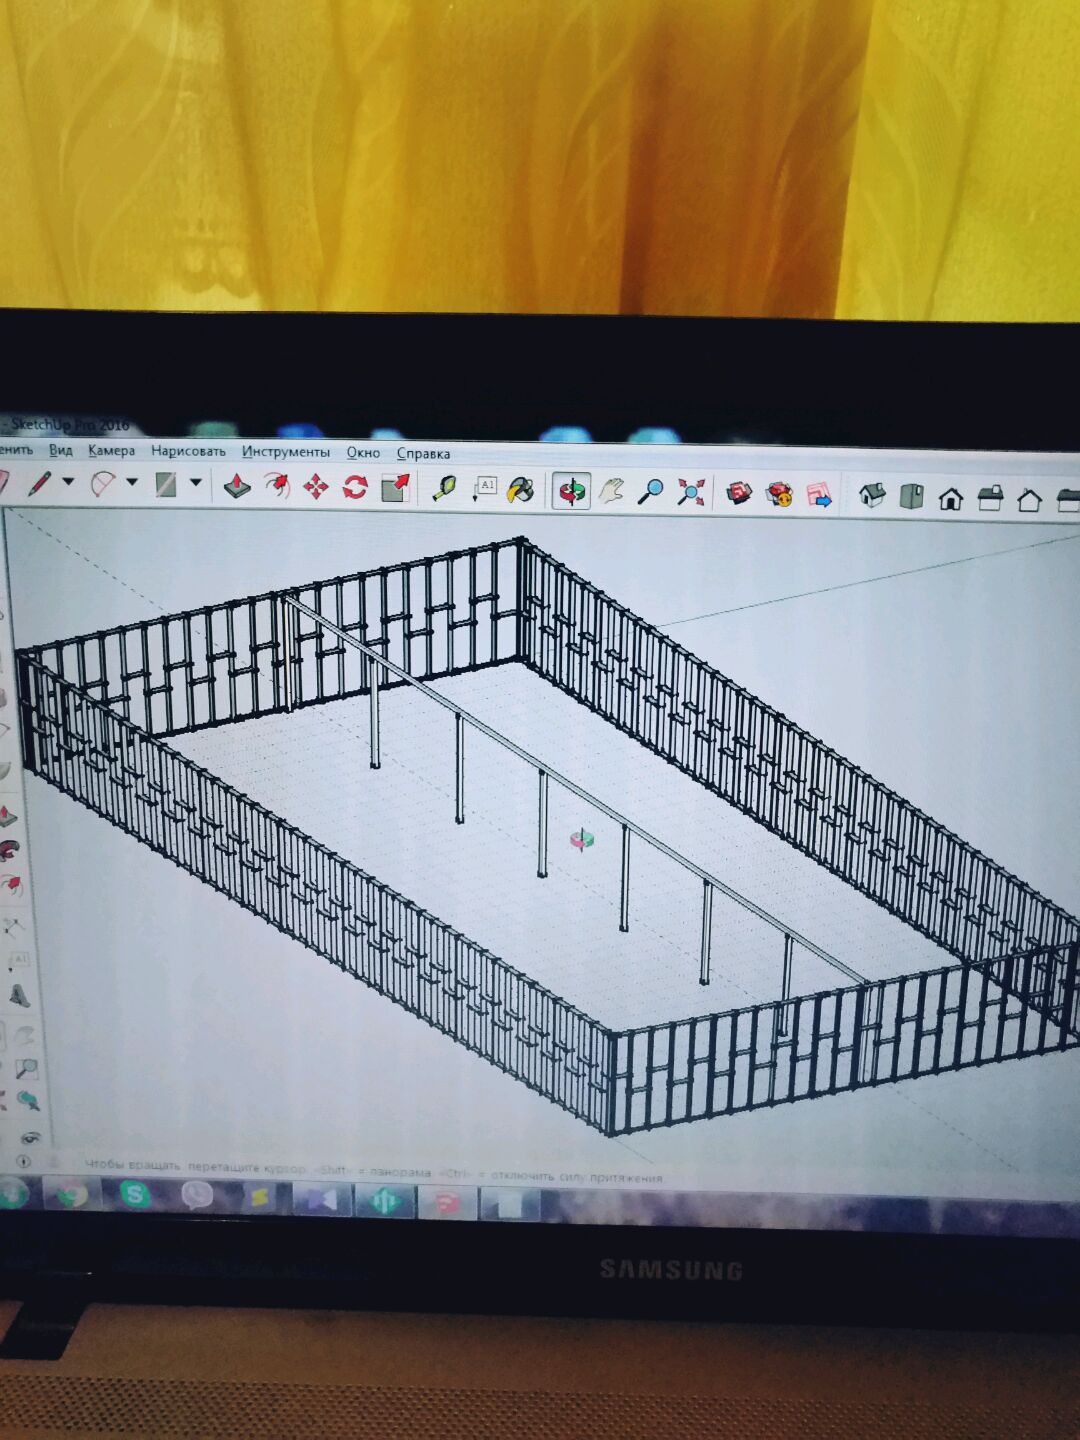 - SketchUp Pro 2016
енить Вид Камера Нарисовать Инструменты Окно Справка
A1
A1
Чтобы вращать, перетащите курсор. <Shift> = панорама, <Ctrl> = отключить силу притяжения.
SAMSUNG